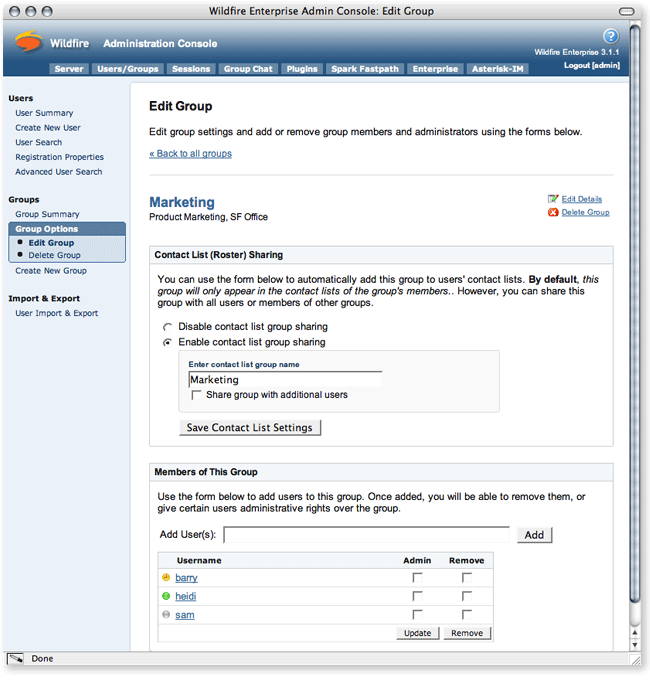 Wildfire Enterprise Admin Console: Edit Group
Wildfire Administration Console
?
Wildfire Enterprise 3.1.1
Logout [admin]
Server Users/Groups Sessions Group Chat Plugins Spark Fastpath Enterprise Asterisk-IM
Users
User Summary
Create New User
User Search
Registration Properties
Advanced User Search
Groups
Group Summary
Group Options
Edit Group
Delete Group
Create New Group
Import & Export
User Import & Export
Edit Group
Edit group settings and add or remove group members and administrators using the forms below.
« Back to all groups
Marketing
Product Marketing, SF Office
Edit Details
Delete Group
Contact List (Roster) Sharing
You can use the form below to automatically add this group to users' contact lists. By default, this
group will only appear in the contact lists of the group's members.. However, you can share this
group with all users or members of other groups.
Disable contact list group sharing
Enable contact list group sharing
Enter contact list group name
Marketing
Share group with additional users
Save Contact List Settings
Members of This Group
Use the form below to add users to this group. Once added, you will be able to remove them, or
give certain users administrative rights over the group.
Add User(s): Add
Username Admin Remove
barry
heidi
sam
Update Remove
Done